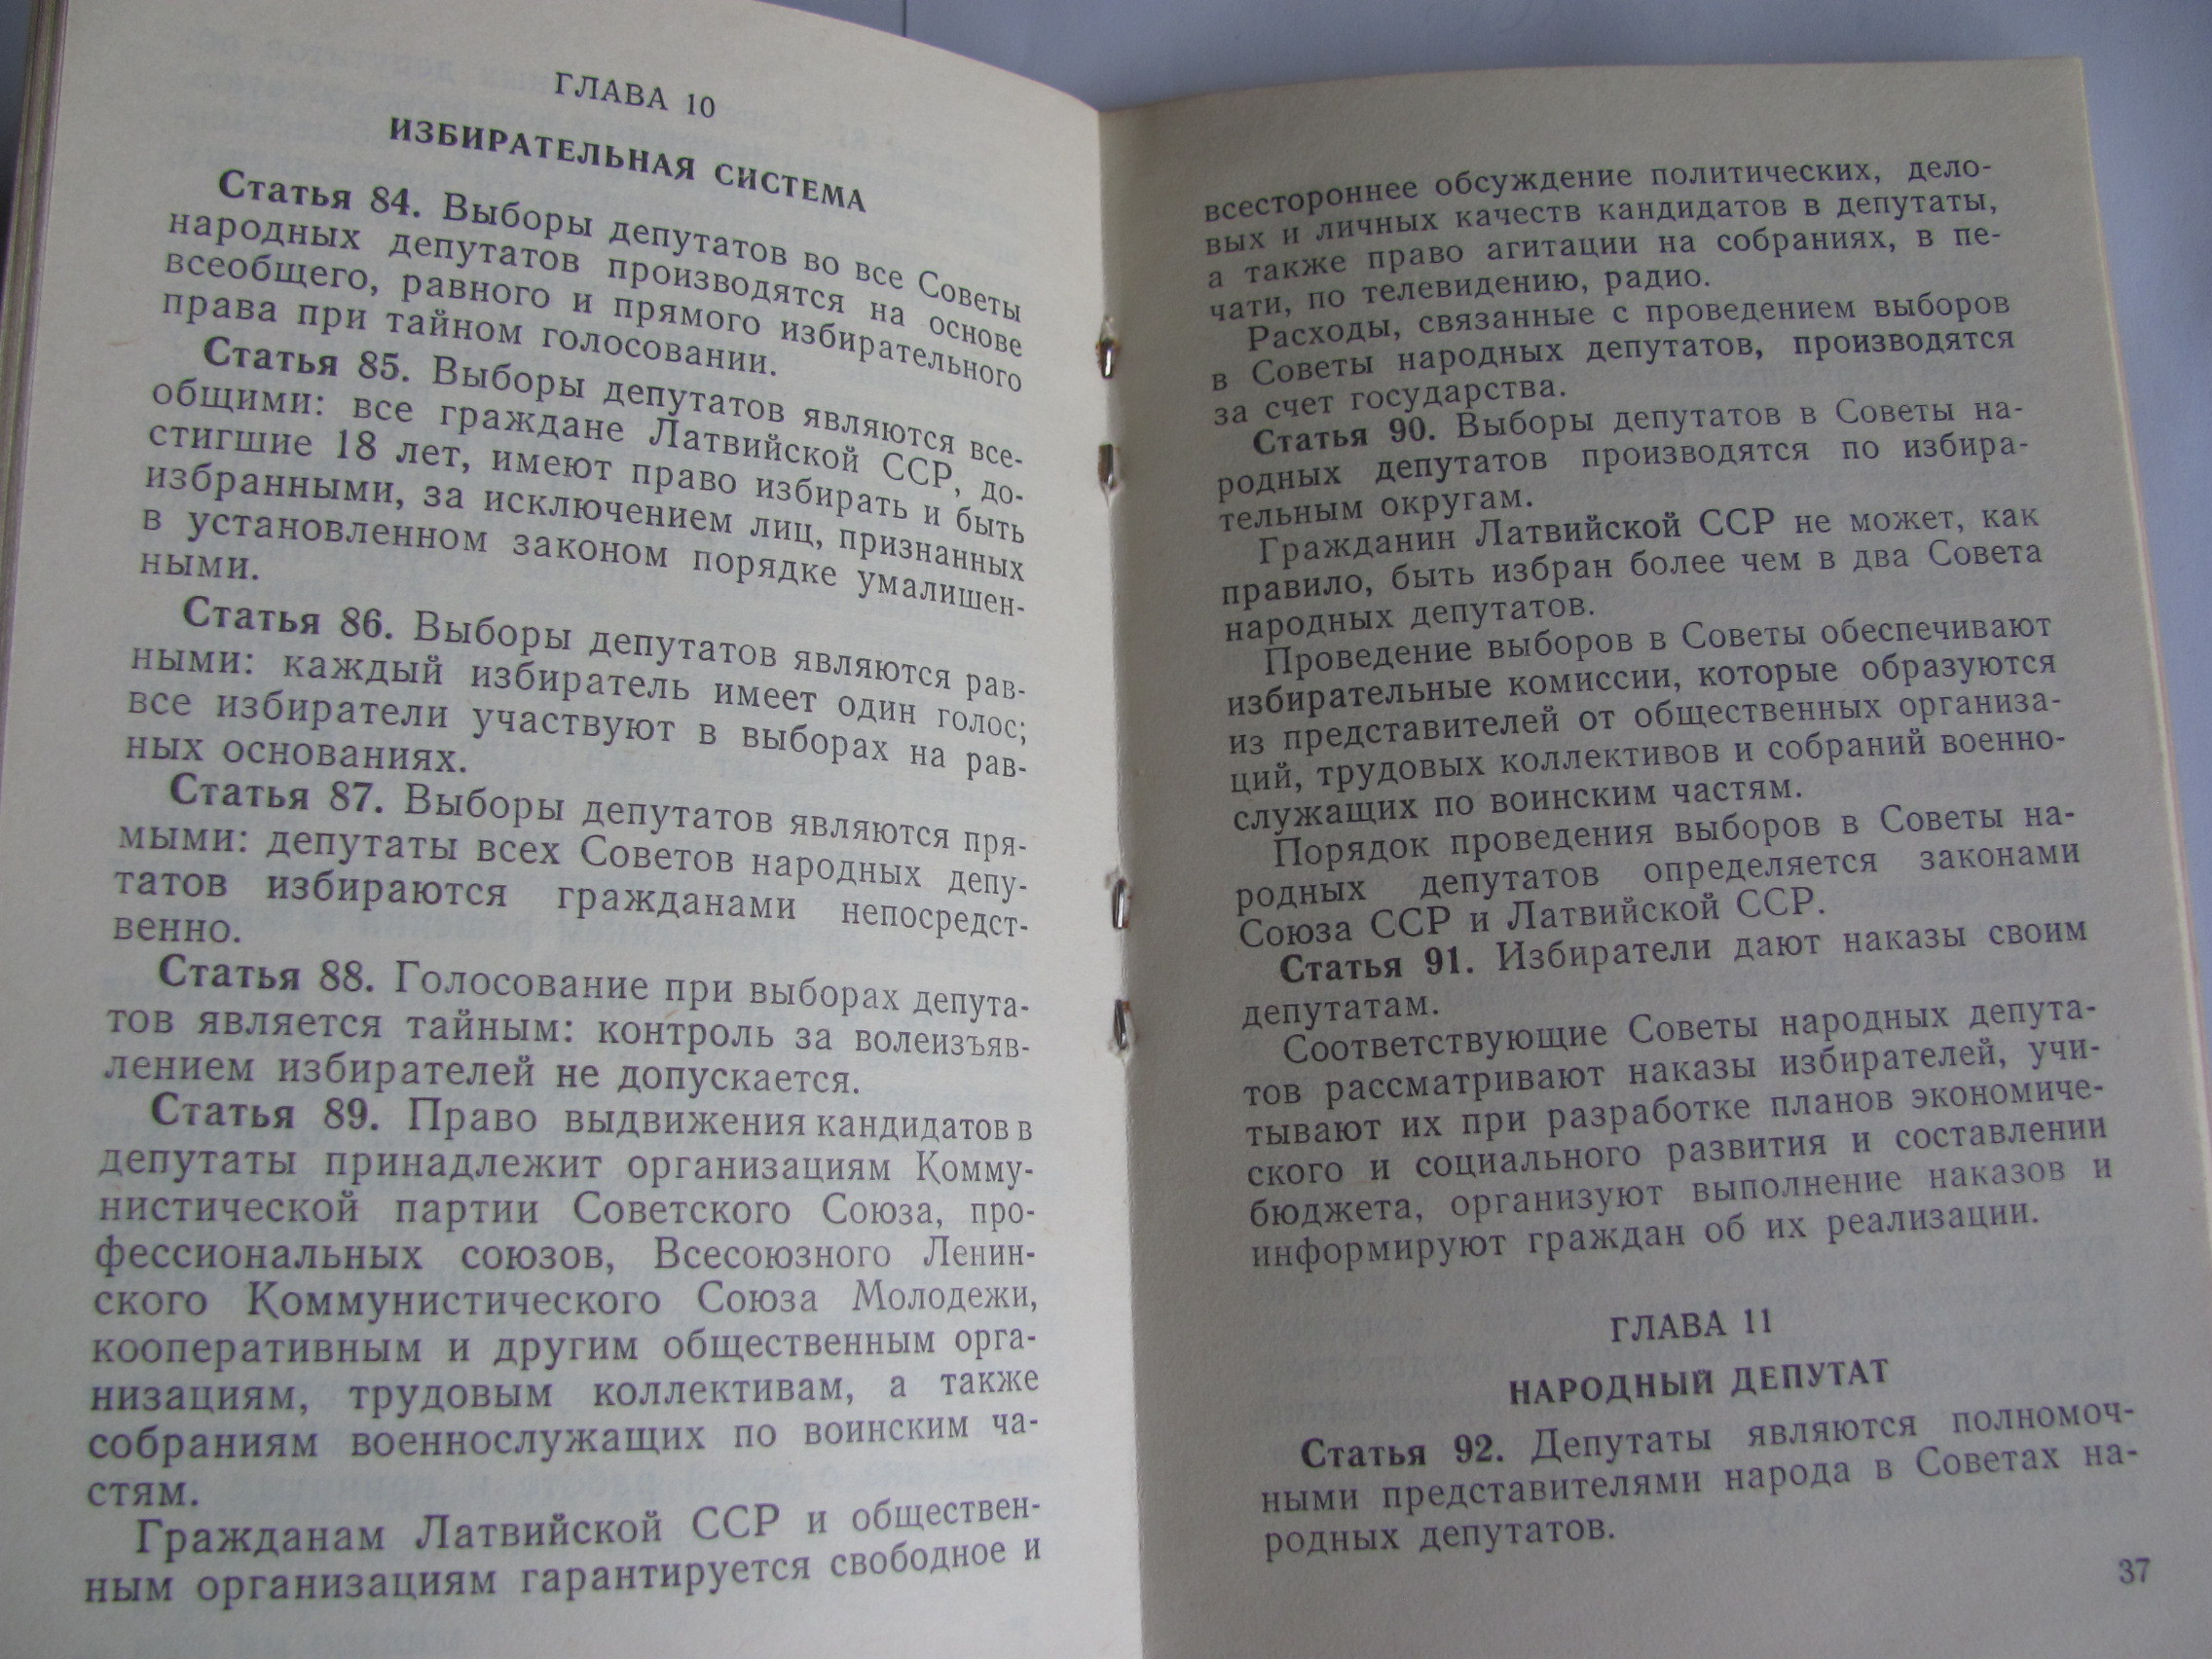 ГЛАВА 10
ИЗБИРАТЕЛЬНАЯ СИСТЕМА
Статья 84. Выборы депутатов во все Советы
народных депутатов производятся на основе
всеобщего, равного и прямого избирательного
права при тайном голосовании.
Статья 85. Выборы депутатов являются все-
общими: все граждане Латвийской ССР, до-
стигшие 18 лет, имеют право избирать и быть
избранными, за исключением лиц, признанных
в установленном законом порядке умалишен-
ными.
Статья 86. Выборы депутатов являются рав-
ными: каждый избиратель имеет один голос;
все избиратели участвуют в выборах на рав-
ных основаниях.
Статья 87. Выборы депутатов являются пря-
мыми: депутаты всех Советов народных депу-
татов избираются гражданами непосредст-
венно.
Статья 88. Голосование при выборах депута-
тов является тайным: контроль за волеизъяв-
лением избирателей не допускается.
Статья 89. Право выдвижения кандидатов в
депутаты принадлежит организациям Комму-
нистической партии Советского Союза, про-
фессиональных союзов, Всесоюзного Ленин-
ского Коммунистического Союза Молодежи,
кооперативным и другим общественным орга-
низациям, трудовым коллективам, а также
собраниям военнослужащих по воинским ча-
стям.
Гражданам Латвийской ССР и обществен-
ным организациям гарантируется свободное и
всестороннее обсуждение политических, дело-
вых и личных качеств кандидатов в депутаты,
а также право агитации на собраниях, в пе-
чати, по телевидению, радио.
Расходы, связанные с проведением выборов
в Советы народных депутатов, производятся
за счет государства.
Статья 90. Выборы депутатов в Советы на-
родных депутатов производятся по избира-
тельным округам.
Гражданин Латвийской ССР не может, как
правило, быть избран более чем в два Совета
народных депутатов.
Проведение выборов в Советы обеспечивают
избирательные комиссии, которые образуются
из представителей от общественных организа-
ций, трудовых коллективов и собраний военно-
служащих по воинским частям.
Порядок проведения выборов в Советы на-
родных депутатов определяется законами
Союза ССР и Латвийской ССР.
Статья 91. Избиратели дают наказы своим
депутатам.
Соответствующие Советы народных депута-
тов рассматривают наказы избирателей, учи-
тывают их при разработке планов экономиче-
ского и социального развития и составлении
бюджета, организуют выполнение наказов и
информируют граждан об их реализации.
ГЛАВА 11
НАРОДНЫЙ ДЕПУТАТ
Статья 92. Депутаты являются полномоч-
ными представителями народа в Советах на-
родных депутатов.
37